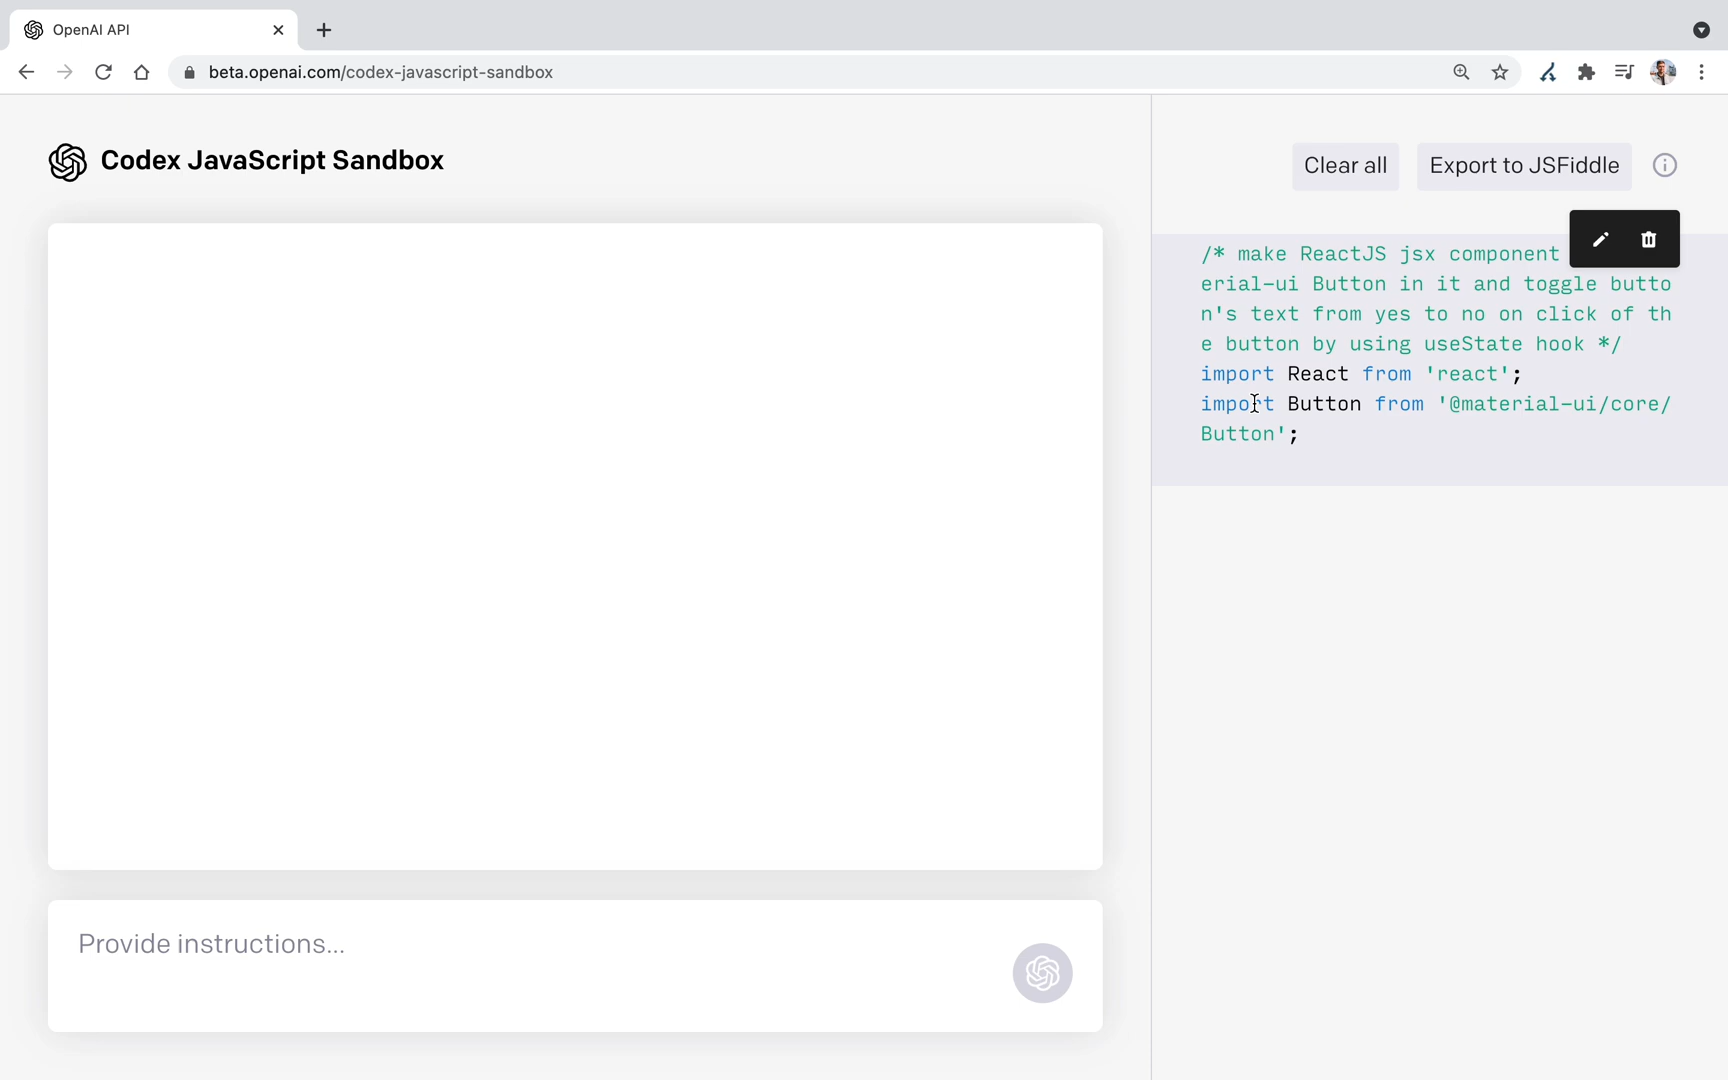 OpenAI API
beta.openai.com/codex-javascript-sandbox
Codex JavaScript Sandbox
Clear all
Export to JSFiddle
/* make ReactJS jsx component
erial-ui Button in it and toggle butto
n's text from yes to no on click of th
e button by using useState hook */
import React from 'react';
import Button from '@material-ui/core/
Button';
Provide instructions...